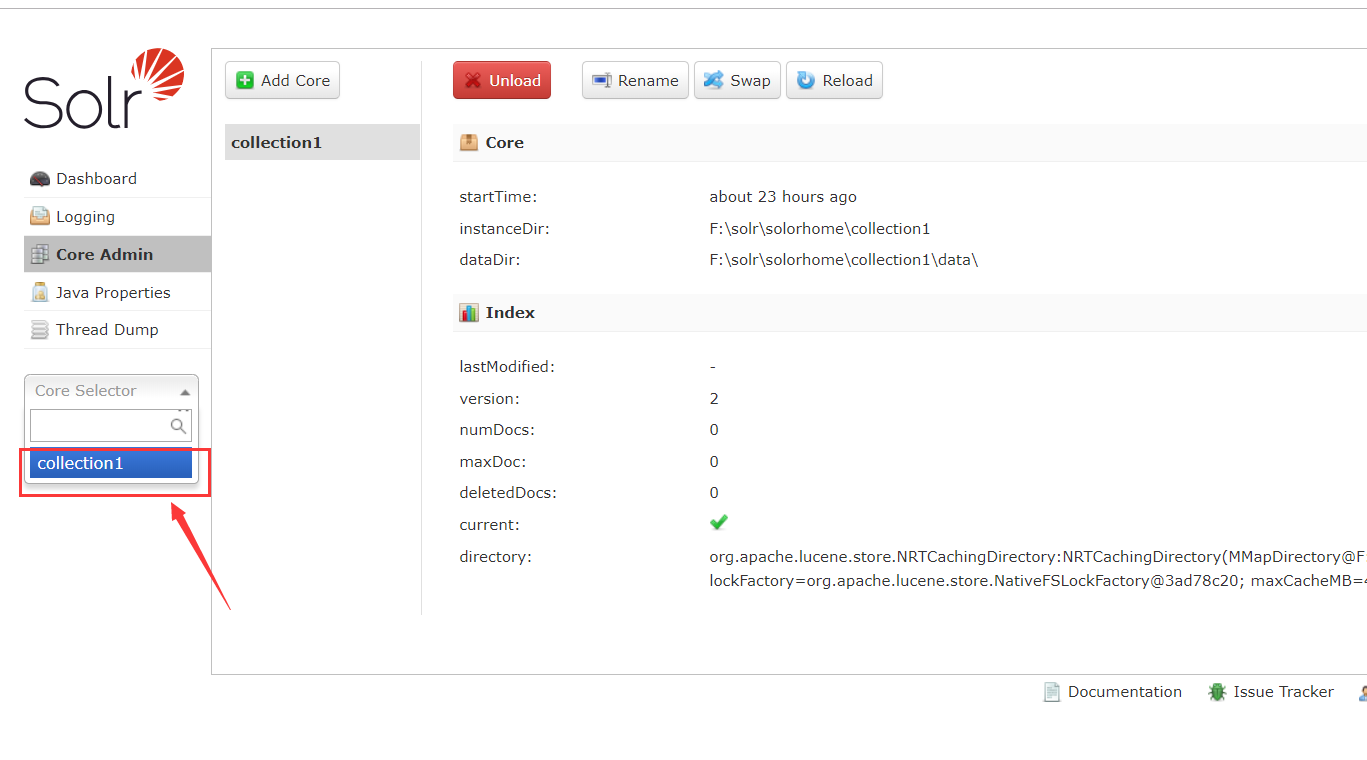 Solr
Add Core
Unload
Rename
Swap
Reload
collection1
Core
Dashboard
Logging
Core Admin
Java Properties
Thread Dump
Core Selector
collection1
startTime: about 23 hours ago
instanceDir: F:\solr\solorhome\collection1
dataDir: F:\solr\solorhome\collection1\data\
Index
lastModified: -
version: 2
numDocs: 0
maxDoc: 0
deletedDocs: 0
current:
directory: org.apache.lucene.store.NRTCachingDirectory:NRTCachingDirectory(MMapDirectory@F
lockFactory=org.apache.lucene.store.NativeFSLockFactory@3ad78c20; maxCacheMB=4
Documentation
Issue Tracker